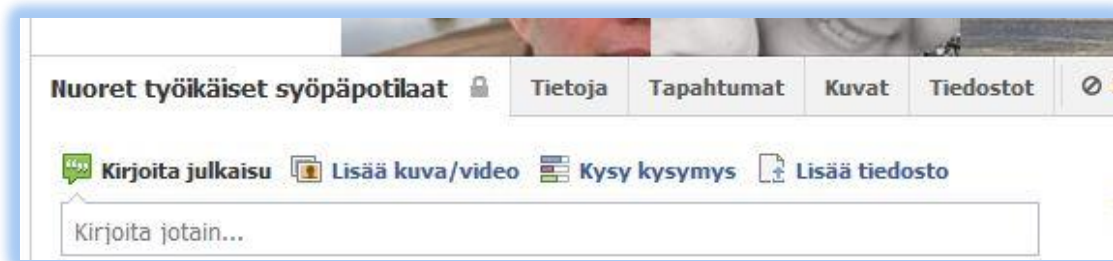 Nuoret työikäiset syöpäpotilaat Tietoja Tapahtumat Kuvat Tiedostot
Kirjoita julkaisu Lisää kuva/video Kysy kysymys Lisää tiedosto
Kirjoita jotain...